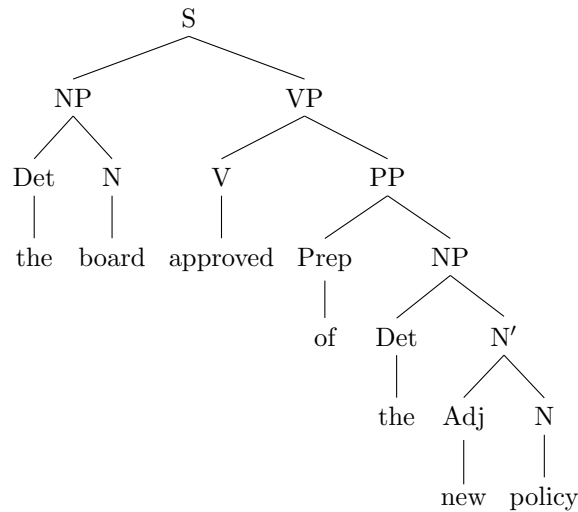 S
NP VP
Det N V PP
the board approved Prep NP
of Det N′
the Adj N
new policy